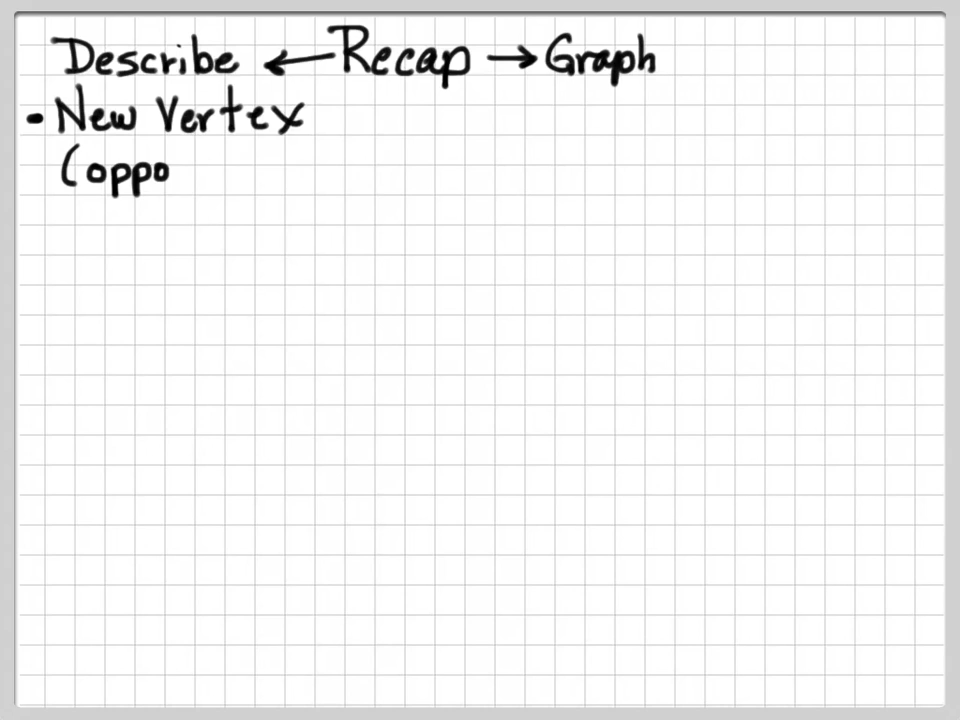 Describe ← Recap → Graph
• New Vertex
(oppo